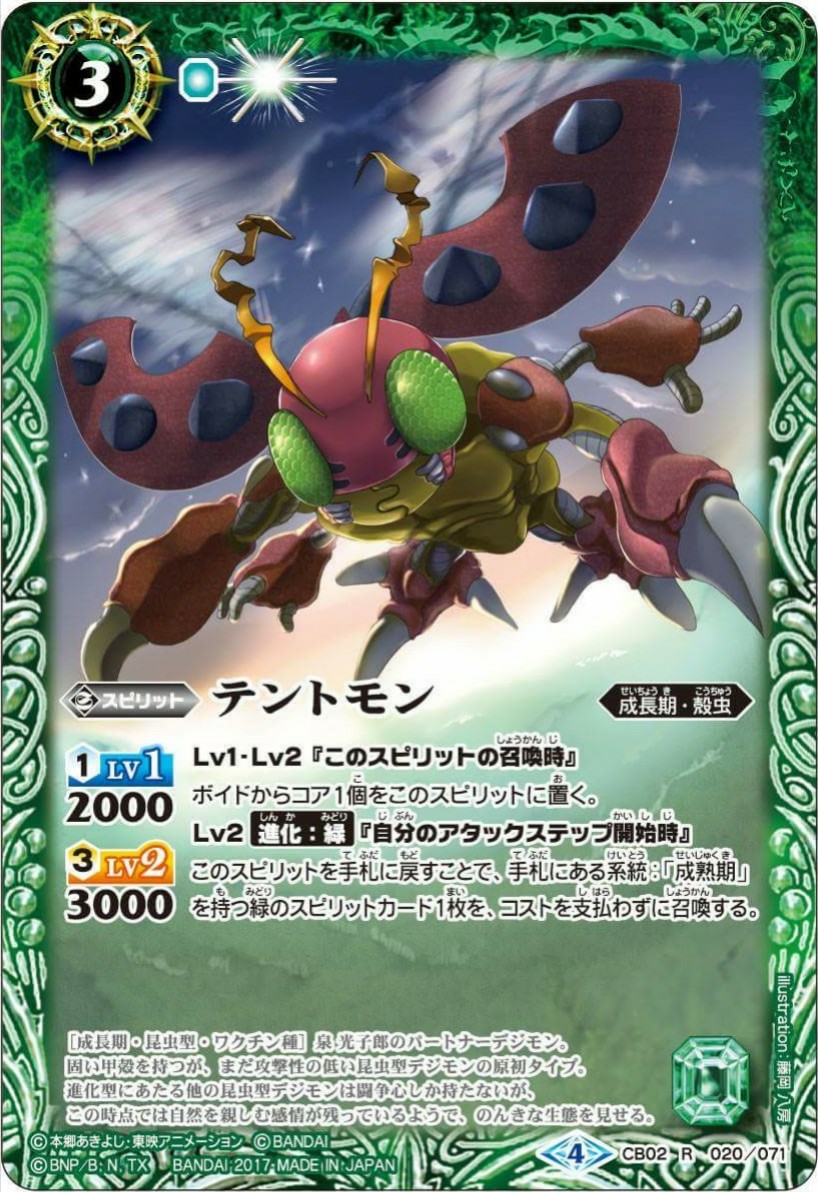 3
スピリット テントモン 成長期・殻虫
1 LV1
2000
Lv1・Lv2『このスピリットの召喚時』
ボイドからコア1個をこのスピリットに置く。
3 LV2
3000
Lv2 進化：緑『自分のアタックステップ開始時』
このスピリットを手札に戻すことで、手札にある系統：「成熟期」
を持つ緑のスピリットカード1枚を、コストを支払わずに召喚する。
[成長期・昆虫型・ワクチン種] 泉 光子郎のパートナーデジモン。
固い甲殻を持つが、まだ攻撃性の低い昆虫型デジモンの原初タイプ。
進化型にあたる他の昆虫型デジモンは闘争心しか持たないが、
この時点では自然を親しむ感情が残っているようで、のんきな生態を見せる。
illustration：藤岡 八房
©本郷あきよし・東映アニメーション ©BANDAI
©BNP/B, N, TX BANDAI 2017 MADE IN JAPAN
4 CB02 R 020/071